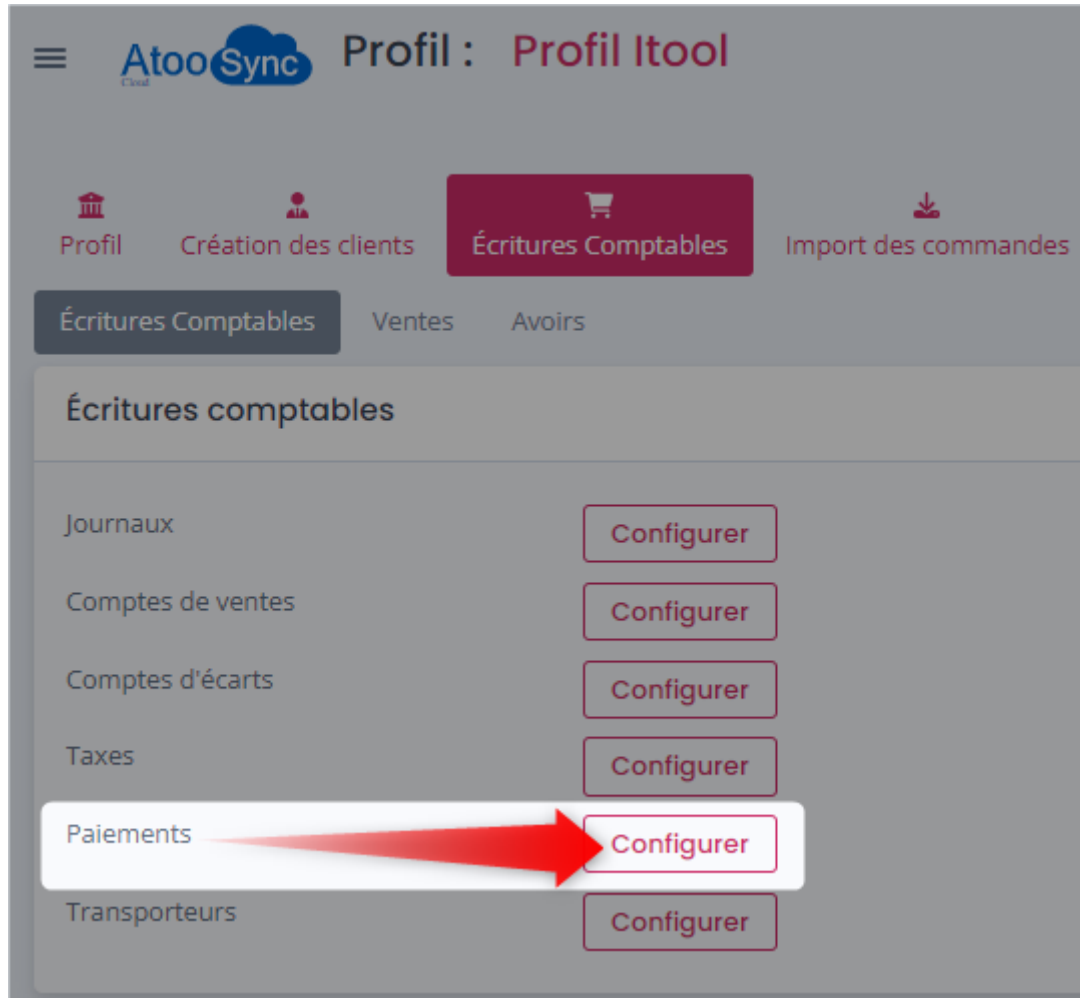 AtooSync Profil : Profil Itool
Cloud
Profil Création des clients Écritures Comptables Import des commandes
Écritures Comptables Ventes Avoirs
Écritures comptables
Journaux Configurer
Comptes de ventes Configurer
Comptes d'écarts Configurer
Taxes Configurer
Paiements Configurer
Transporteurs Configurer